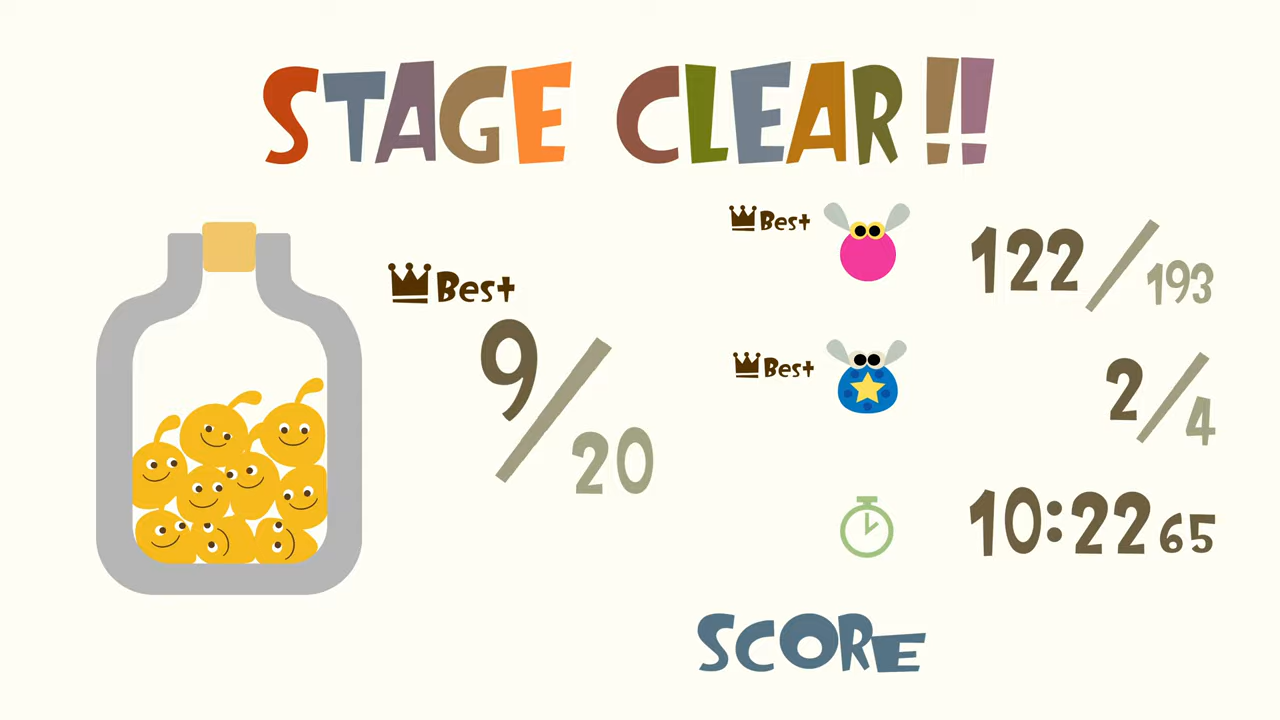 STAGE CLEAR!!
Best
9/20
Best
122/193
Best
2/4
10:22 65
SCORE